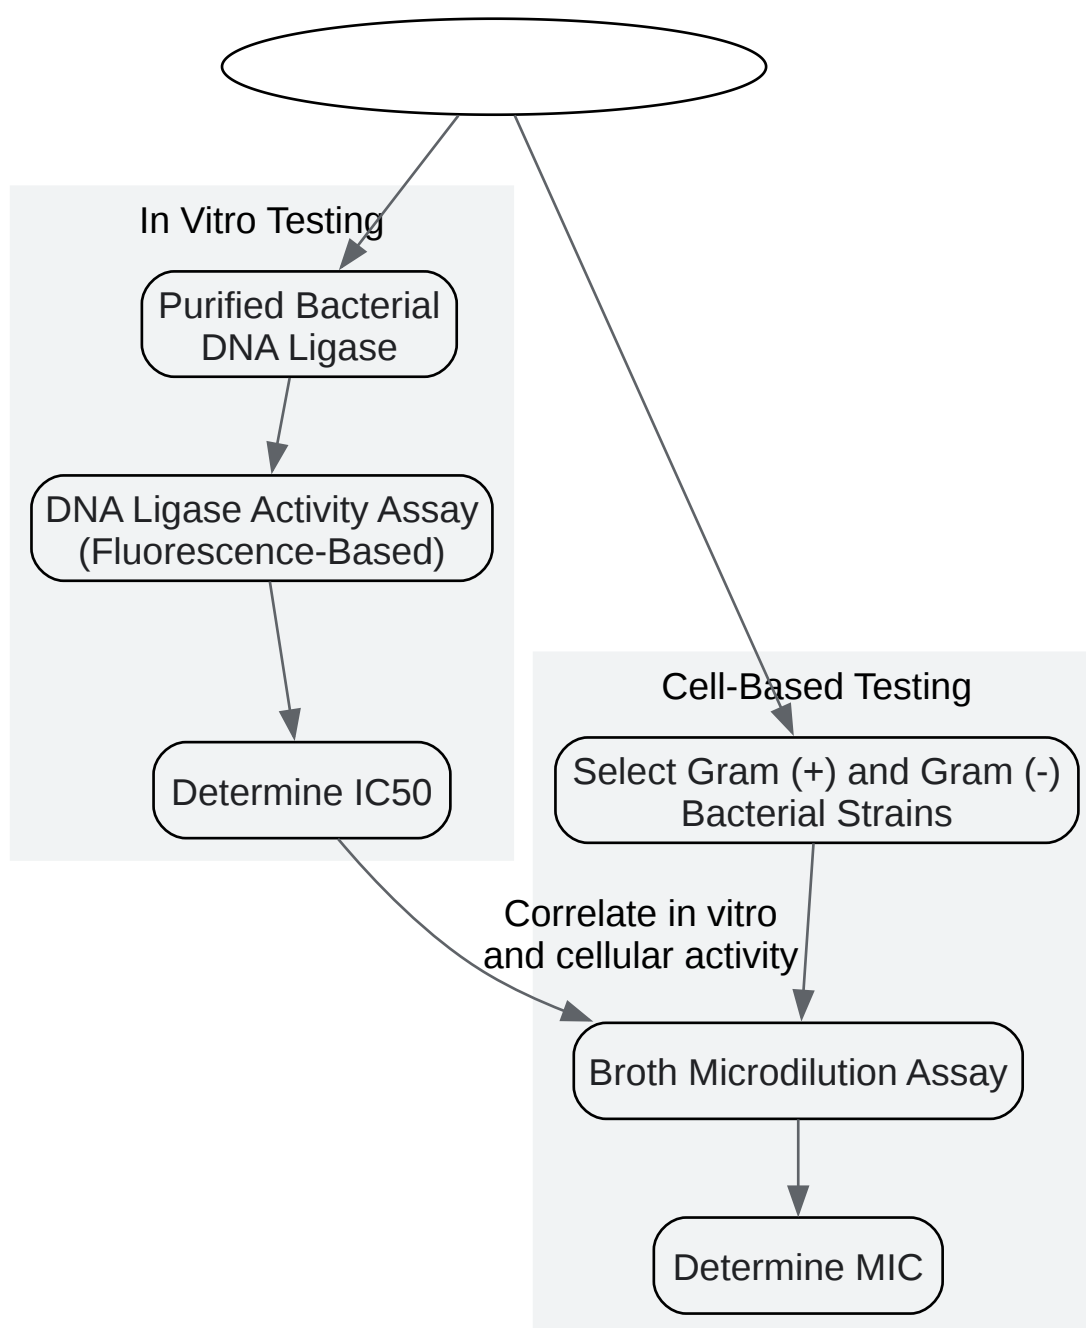 In Vitro Testing
Purified Bacterial
DNA Ligase
DNA Ligase Activity Assay
(Fluorescence-Based)
Determine IC50
Cell-Based Testing
Select Gram (+) and Gram (-)
Bacterial Strains
Correlate in vitro
and cellular activity
Broth Microdilution Assay
Determine MIC